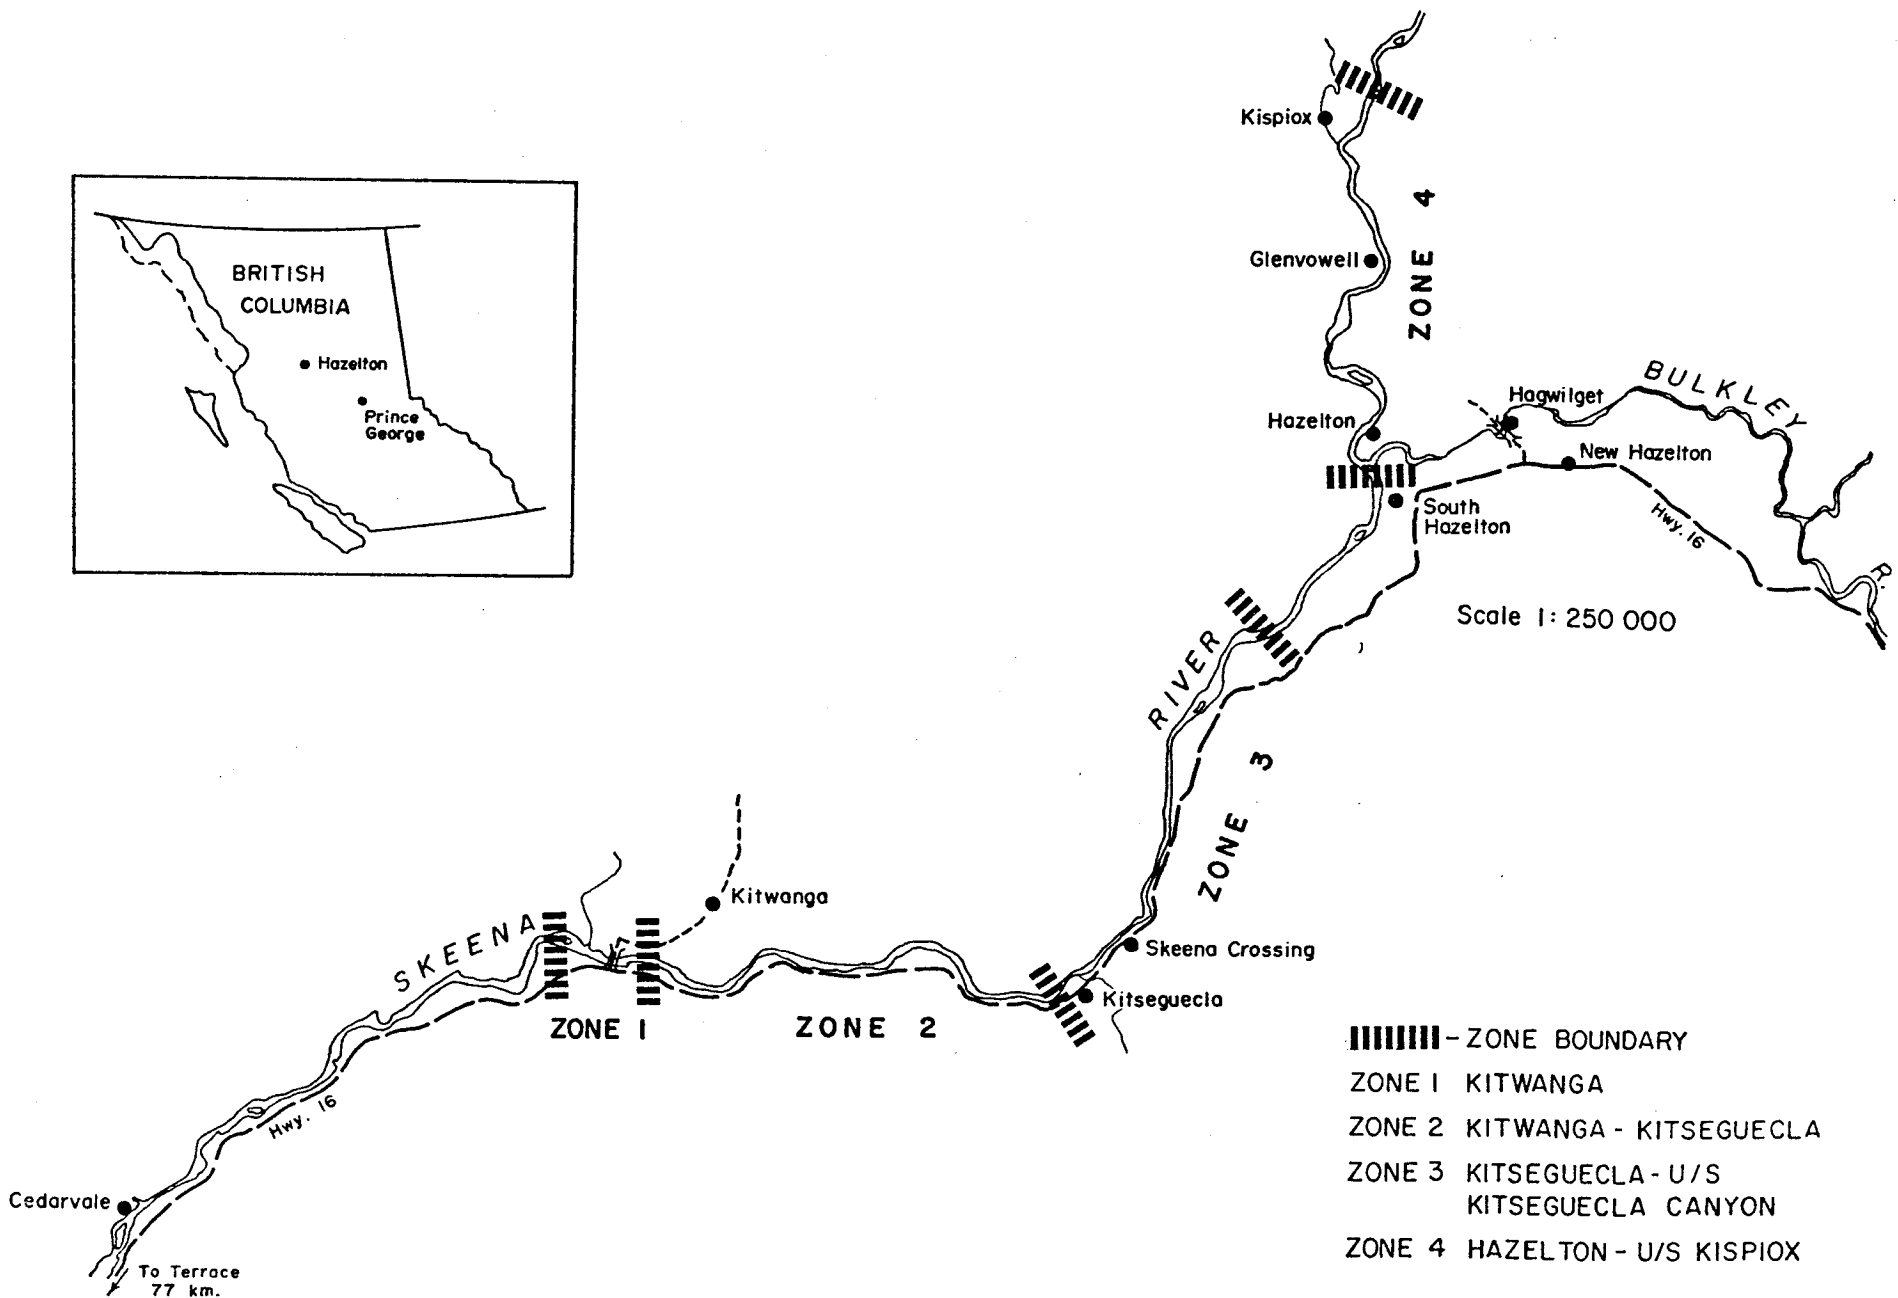 Kispiox
ZONE 4
Glenvowell
BRITISH
COLUMBIA
Hazelton
Prince
George
Hazelton
Hagwilget
BULKLEY
R.
New Hazelton
South
Hazelton
Hwy. 16
Scale 1: 250 000
RIVER
ZONE 3
Kitwanga
SKEENA
Skeena Crossing
Kitseguecla
ZONE 1
ZONE 2
Hwy. 16
Cedarvale
To Terrace
77 km.
- ZONE BOUNDARY
ZONE 1 KITWANGA
ZONE 2 KITWANGA - KITSEGUECLA
ZONE 3 KITSEGUECLA - U/S
KITSEGUECLA CANYON
ZONE 4 HAZELTON - U/S KISPIOX